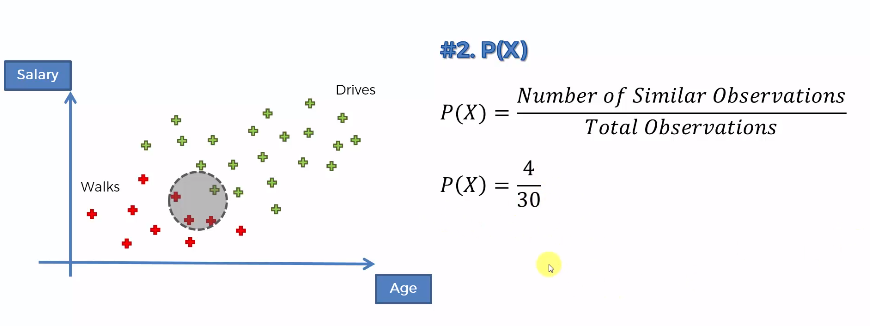 #2. P(X)
Salary
Drives
Walks
Age
P(X) = Number of Similar Observations / Total Observations
P(X) = 4 / 30